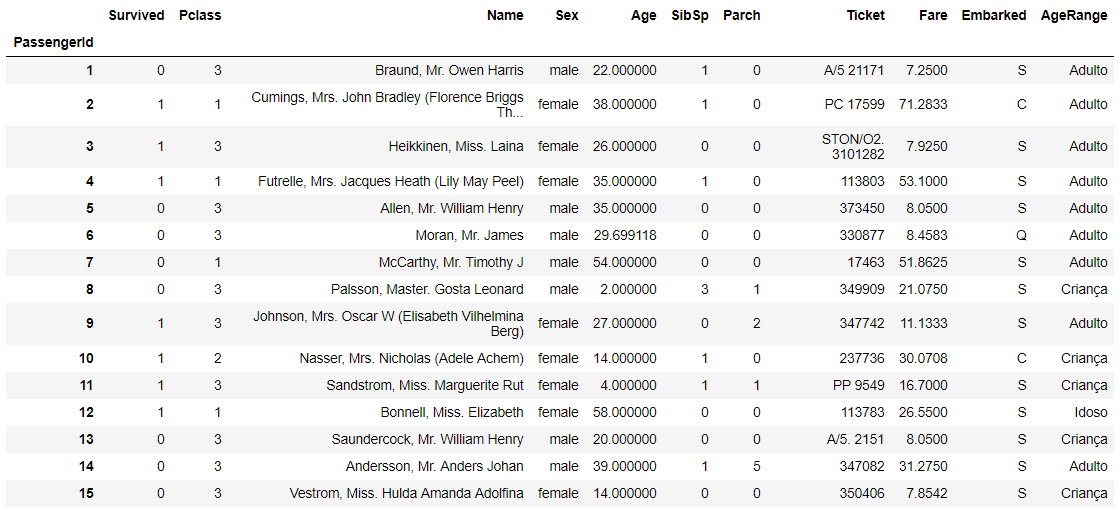 Survived Pclass Name Sex Age SibSp Parch Ticket Fare Embarked AgeRange
PassengerId
1 0 3 Braund, Mr. Owen Harris male 22.000000 1 0 A/5 21171 7.2500 S Adulto
2 1 1 Cumings, Mrs. John Bradley (Florence Briggs Th... female 38.000000 1 0 PC 17599 71.2833 C Adulto
3 1 3 Heikkinen, Miss. Laina female 26.000000 0 0 STON/O2. 3101282 7.9250 S Adulto
4 1 1 Futrelle, Mrs. Jacques Heath (Lily May Peel) female 35.000000 1 0 113803 53.1000 S Adulto
5 0 3 Allen, Mr. William Henry male 35.000000 0 0 373450 8.0500 S Adulto
6 0 3 Moran, Mr. James male 29.699118 0 0 330877 8.4583 Q Adulto
7 0 1 McCarthy, Mr. Timothy J male 54.000000 0 0 17463 51.8625 S Adulto
8 0 3 Palsson, Master. Gosta Leonard male 2.000000 3 1 349909 21.0750 S Criança
9 1 3 Johnson, Mrs. Oscar W (Elisabeth Vilhelmina Berg) female 27.000000 0 2 347742 11.1333 S Adulto
10 1 2 Nasser, Mrs. Nicholas (Adele Achem) female 14.000000 1 0 237736 30.0708 C Criança
11 1 3 Sandstrom, Miss. Marguerite Rut female 4.000000 1 1 PP 9549 16.7000 S Criança
12 1 1 Bonnell, Miss. Elizabeth female 58.000000 0 0 113783 26.5500 S Idoso
13 0 3 Saundercock, Mr. William Henry male 20.000000 0 0 A/5. 2151 8.0500 S Criança
14 0 3 Andersson, Mr. Anders Johan male 39.000000 1 5 347082 31.2750 S Adulto
15 0 3 Vestrom, Miss. Hulda Amanda Adolfina female 14.000000 0 0 350406 7.8542 S Criança